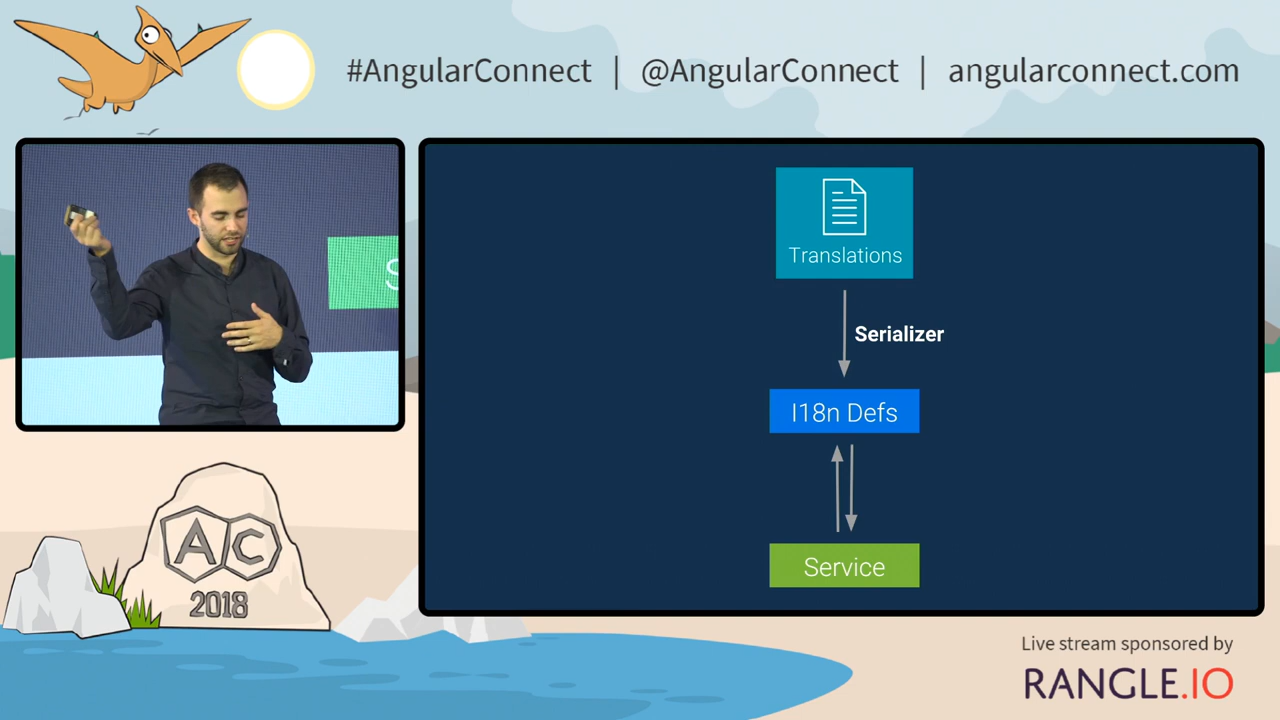 #AngularConnect | @AngularConnect | angularconnect.com
S
Translations
Serializer
I18n Defs
Service
AC
2018
Live stream sponsored by
RANGLE.IO